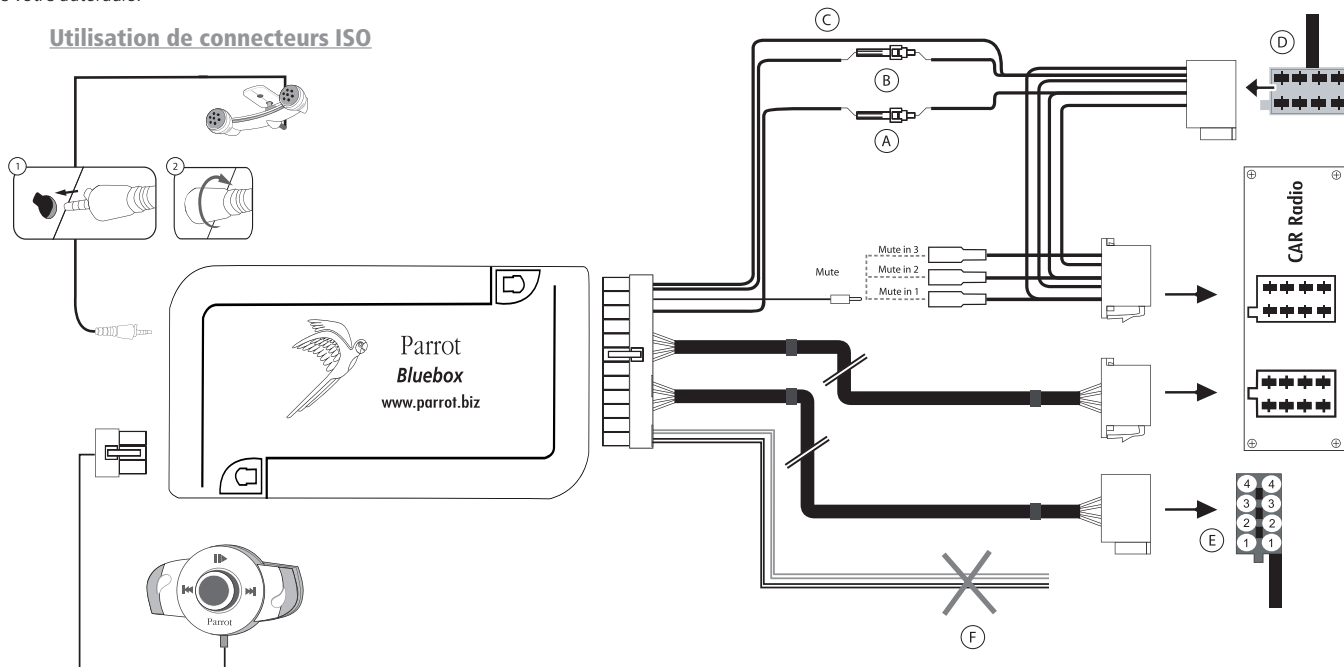 Utilisation de connecteurs ISO
C
B
A
D
1
2
CAR Radio
Mute
Mute in 3
Mute in 2
Mute in 1
Parrot
Bluebox
www.parrot.biz
4 4
3 3
2 2
1 1
E
F
Parrot